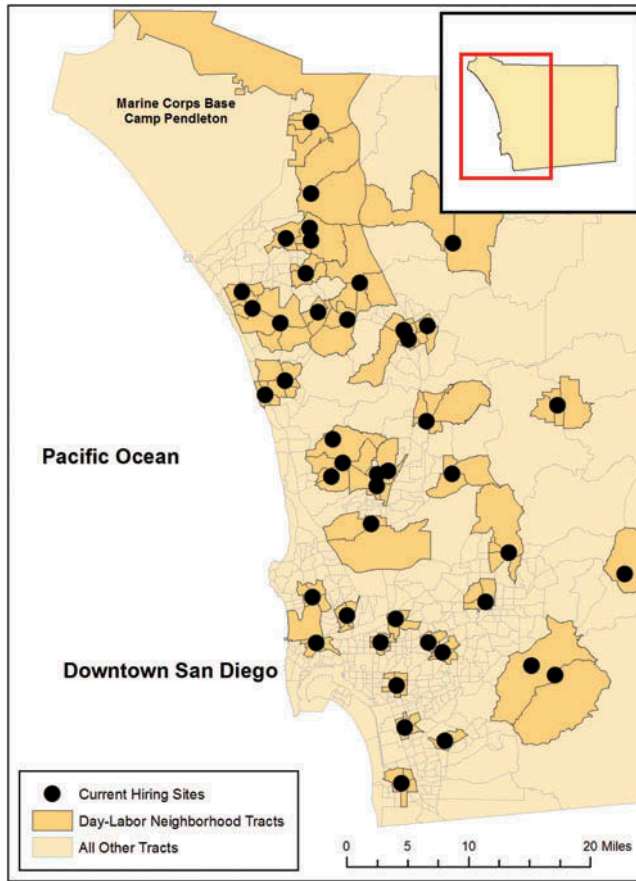 Marine Corps Base
Camp Pendleton
Pacific Ocean
Downtown San Diego
Current Hiring Sites
Day-Labor Neighborhood Tracts
All Other Tracts
0 5 10 20 Miles